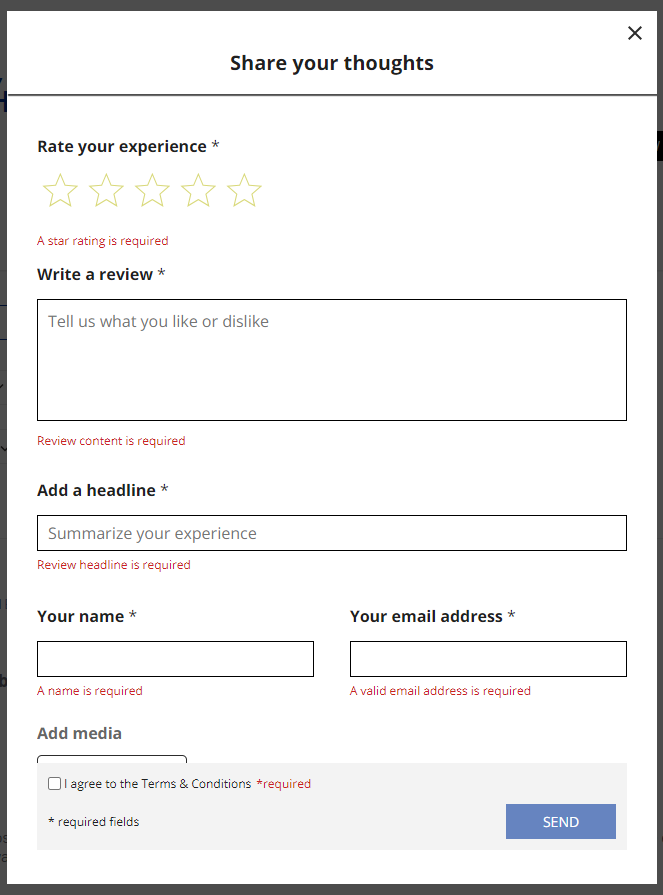 Share your thoughts
Rate your experience *
A star rating is required
Write a review *
Tell us what you like or dislike
Review content is required
Add a headline *
Summarize your experience
Review headline is required
Your name *
Your email address *
A name is required
A valid email address is required
Add media
I agree to the Terms & Conditions *required
* required fields
SEND